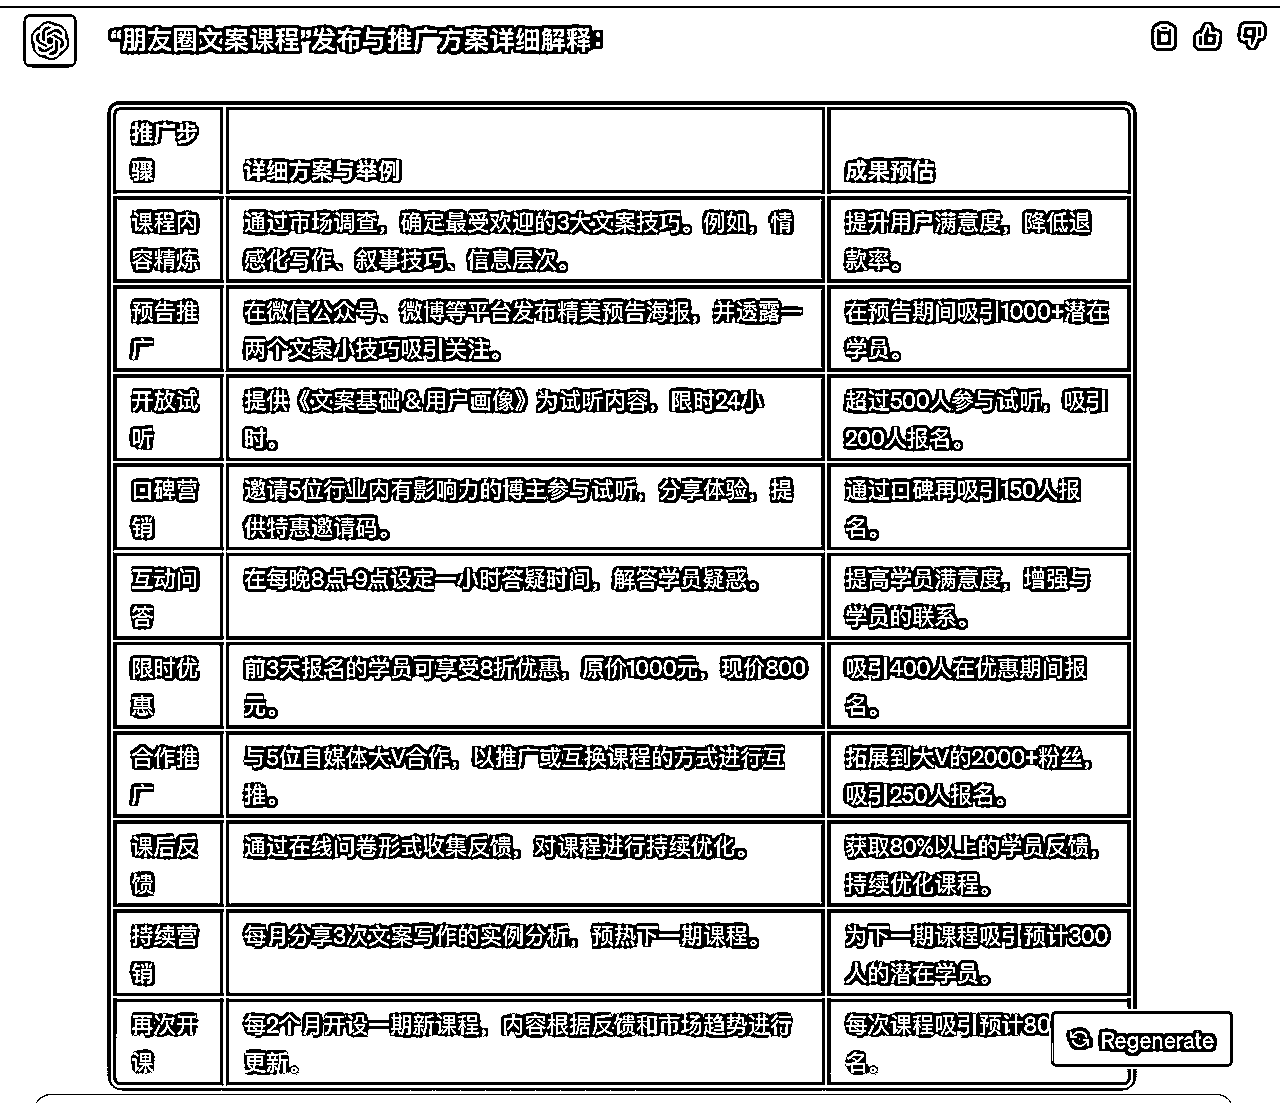 “朋友圈文案课程”发布与推广方案详细解释：
推广步
骤
详细方案与举例
成果预估
课程内
容精炼
通过市场调查，确定最受欢迎的3大文案技巧。例如，情
感化写作、叙事技巧、信息层次。
提升用户满意度，降低退
款率。
预告推
广
在微信公众号、微博等平台发布精美预告海报，并透露一
两个文案小技巧吸引关注。
在预告期间吸引1000+潜在
学员。
开放试
听
提供《文案基础＆用户画像》为试听内容，限时24小
时。
超过500人参与试听，吸引
200人报名。
口碑营
销
邀请5位行业内有影响力的博主参与试听，分享体验，提
供特惠邀请码。
通过口碑再吸引150人报
名。
互动问
答
在每晚8点-9点设定一小时答疑时间，解答学员疑惑。
提高学员满意度，增强与
学员的联系。
限时优
惠
前3天报名的学员可享受8折优惠，原价1000元，现价800
元。
吸引400人在优惠期间报
名。
合作推
广
与5位自媒体大V合作，以推广或互换课程的方式进行互
推。
拓展到大V的2000+粉丝，
吸引250人报名。
课后反
馈
通过在线问卷形式收集反馈，对课程进行持续优化。
获取80%以上的学员反馈，
持续优化课程。
持续营
销
每月分享3次文案写作的实例分析，预热下一期课程。
为下一期课程吸引预计300
人的潜在学员。
再次开
课
每2个月开设一期新课程，内容根据反馈和市场趋势进行
更新。
每次课程吸引预计80
名。
Regenerate